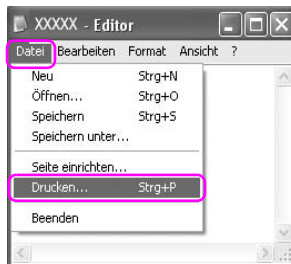 XXXXX - Editor
Datei Bearbeiten Format Ansicht ?
Neu Strg+N
Öffnen... Strg+O
Speichern Strg+S
Speichern unter...
Seite einrichten...
Drucken... Strg+P
Beenden